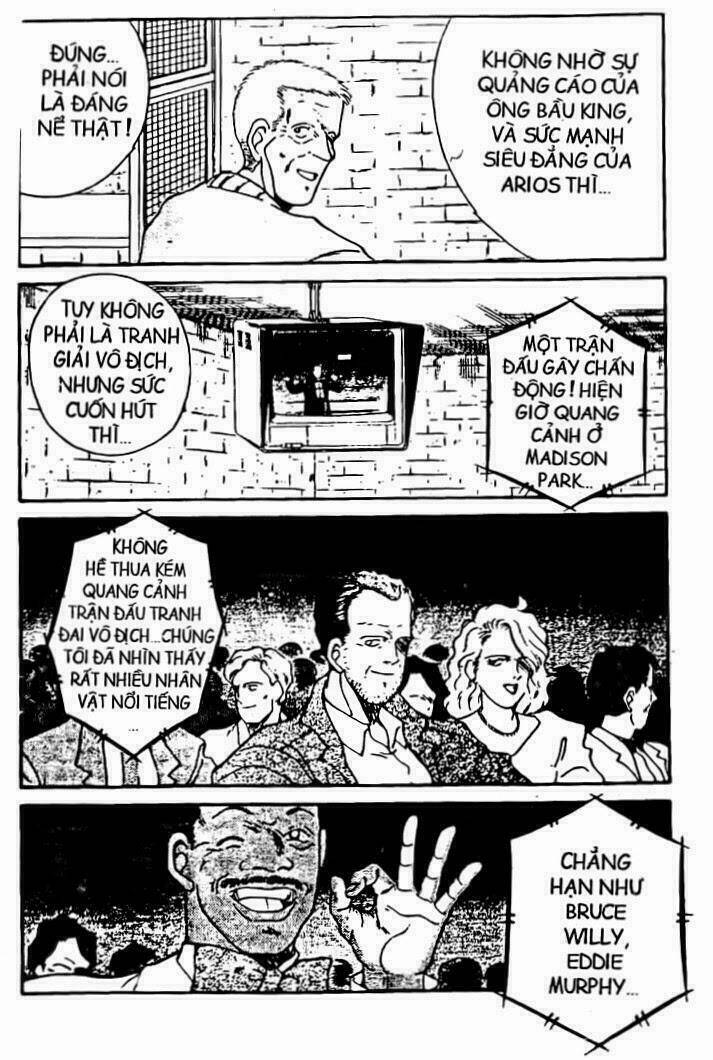 KHÔNG NHỜ SỰ
QUẢNG CÁO CỦA
ÔNG BẦU KING,
VÀ SỨC MẠNH
SIÊU ĐẲNG CỦA
ARIOS THÌ...
ĐÚNG...
PHẢI NÓI
LÀ ĐÁNG
NỂ THẬT!
MỘT TRẬN
ĐẤU GÂY CHẤN
ĐỘNG! HIỆN
GIỜ QUANG
CẢNH Ở
MADISON
PARK...
TUY KHÔNG
PHẢI LÀ TRANH
GIẢI VÔ ĐỊCH,
NHƯNG SỨC
CUỐN HÚT
THÌ...
KHÔNG
HỀ THUA KÉM
QUANG CẢNH
TRẬN ĐẤU TRANH
ĐAI VÔ ĐỊCH...CHÚNG
TÔI ĐÃ NHÌN THẤY
RẤT NHIỀU NHÂN
VẬT NỔI TIẾNG
...
CHẲNG
HẠN NHƯ
BRUCE
WILLY,
EDDIE
MURPHY...